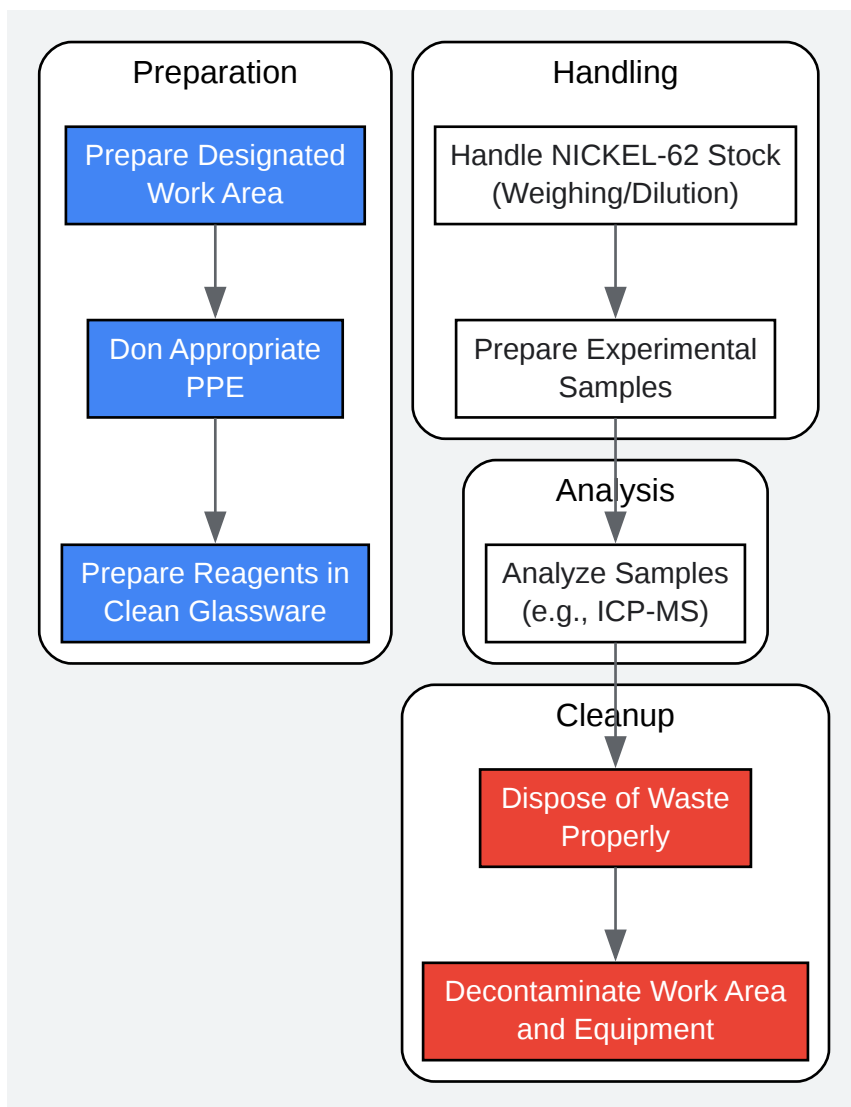 Preparation
Prepare Designated
Work Area
Don Appropriate
PPE
Prepare Reagents in
Clean Glassware
Handling
Handle NICKEL-62 Stock
(Weighing/Dilution)
Prepare Experimental
Samples
Analysis
Analyze Samples
(e.g., ICP-MS)
Cleanup
Dispose of Waste
Properly
Decontaminate Work Area
and Equipment